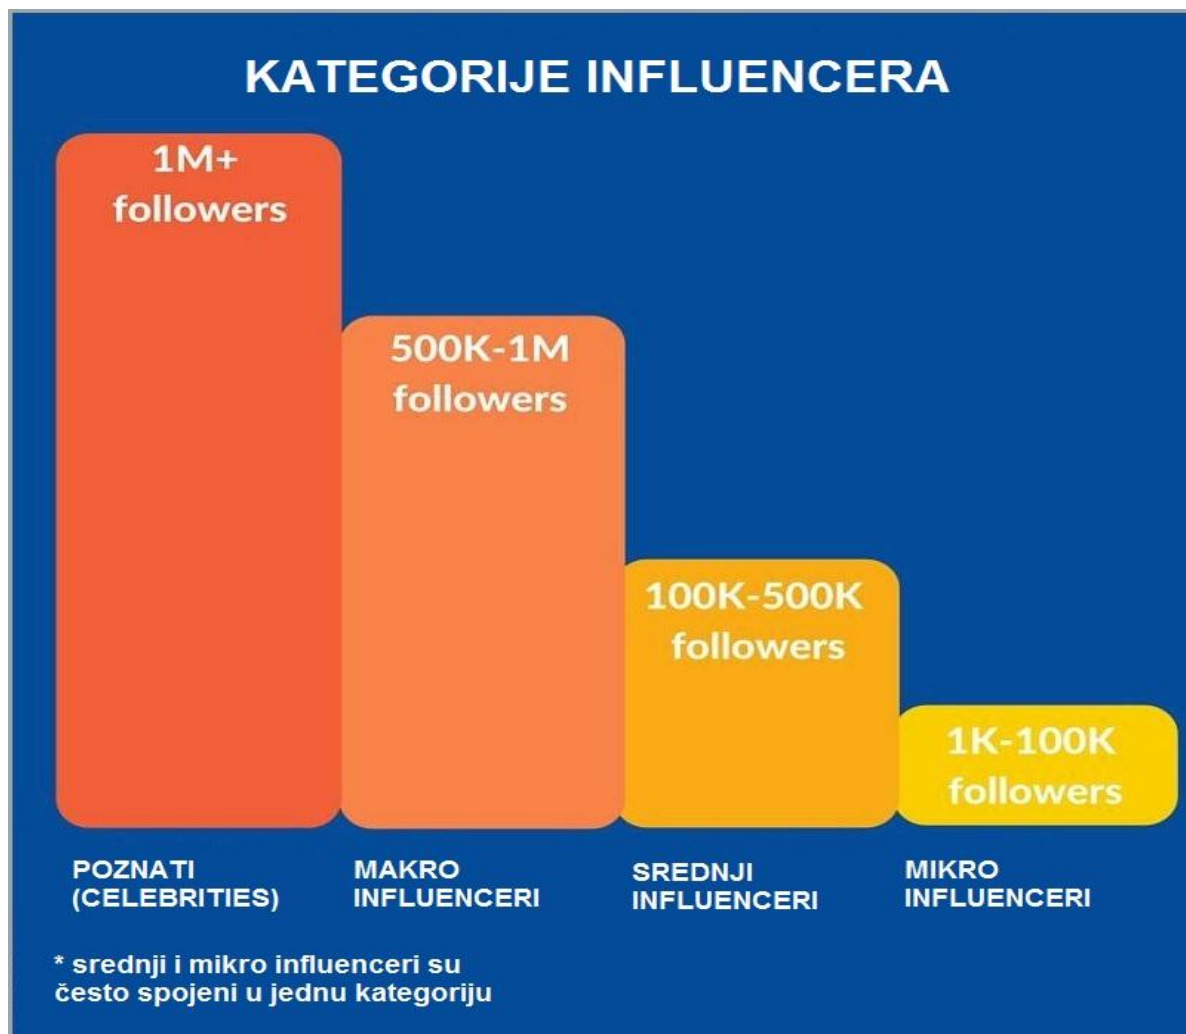 KATEGORIJE INFLUENCERA
1M+
followers
500K-1M
followers
100K-500K
followers
1K-100K
followers
POZNATI
(CELEBRITIES)
MAKRO
INFLUENCERI
SREDNJI
INFLUENCERI
MIKRO
INFLUENCERI
* srednji i mikro influenceri su
često spojeni u jednu kategoriju